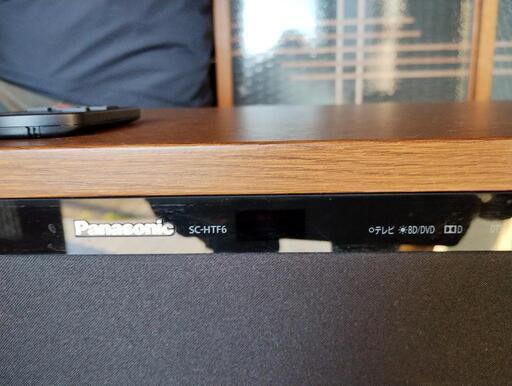 Panasonic SC-HTF6 テレビ BD/DVD D